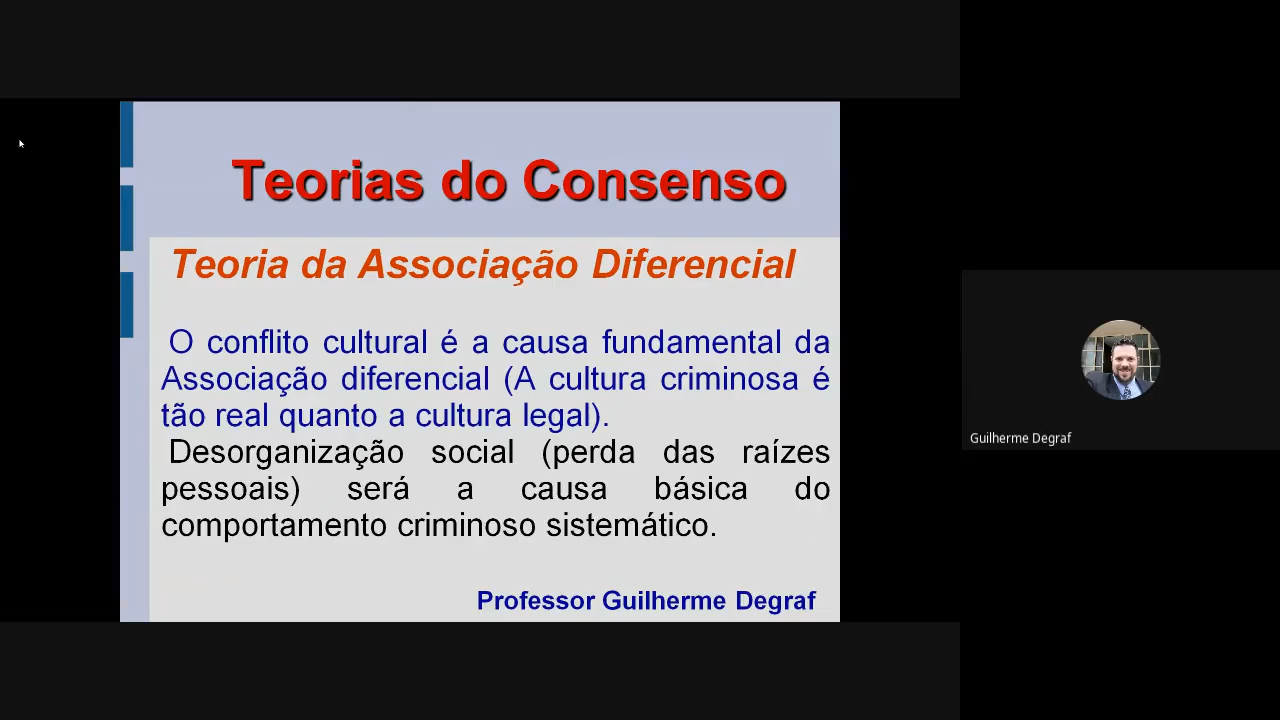 Teorias do Consenso
Teoria da Associação Diferencial
O conflito cultural é a causa fundamental da
Associação diferencial (A cultura criminosa é
tão real quanto a cultura legal).
Desorganização social (perda das raízes
pessoais) será a causa básica do
comportamento criminoso sistemático.
Professor Guilherme Degraf
Guilherme Degraf